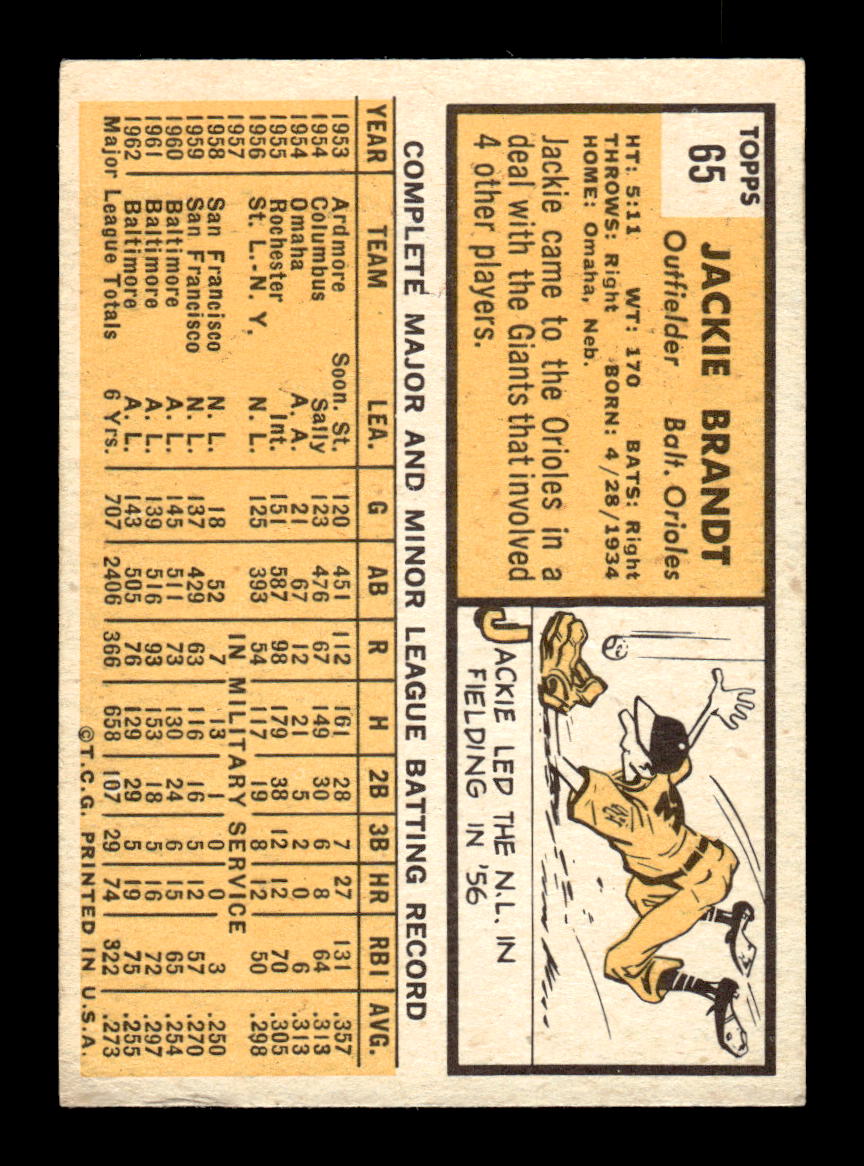 TOPPS
65
JACKIE BRANDT
Outfielder Balt. Orioles
HT: 5:11 WT: 170 BATS: Right
THROWS: Right BORN: 4/28/1934
HOME: Omaha, Neb.
Jackie came to the Orioles in a
deal with the Giants that involved
4 other players.
JACKIE LED THE N.L. IN
FIELDING IN '56
COMPLETE MAJOR AND MINOR LEAGUE BATTING RECORD
YEAR TEAM LEA. G AB R H 2B 3B HR RBI AVG.
1953 Ardmore Soon. St. 120 451 112 161 28 7 27 131 .357
1954 Columbus Sally 123 476 67 149 30 6 8 64 .313
1954 Omaha A. A. 21 67 12 21 5 2 0 6 .313
1955 Rochester Int. 151 587 98 179 38 12 12 70 .305
1956 St. L.-N. Y. N. L. 125 393 54 117 19 8 12 50 .298
1957 IN MILITARY SERVICE
1958 San Francisco N. L. 18 52 7 13 1 0 0 3 .250
1959 San Francisco N. L. 137 429 63 116 16 5 12 57 .270
1960 Baltimore A. L. 145 511 73 130 24 6 15 65 .254
1961 Baltimore A. L. 139 516 93 153 18 5 16 72 .297
1962 Baltimore A. L. 143 505 76 129 29 5 19 75 .255
Major League Totals 6 Yrs. 707 2406 366 658 107 29 74 322 .273
©T.C.G. PRINTED IN U.S.A.